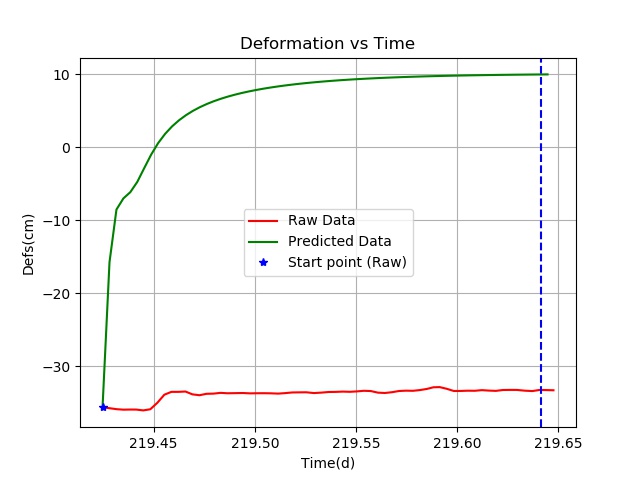 Deformation vs Time
Defs(cm)
10
0
−10
−20
−30
Raw Data
Predicted Data
Start point (Raw)
219.45
219.50
219.55
219.60
219.65
Time(d)